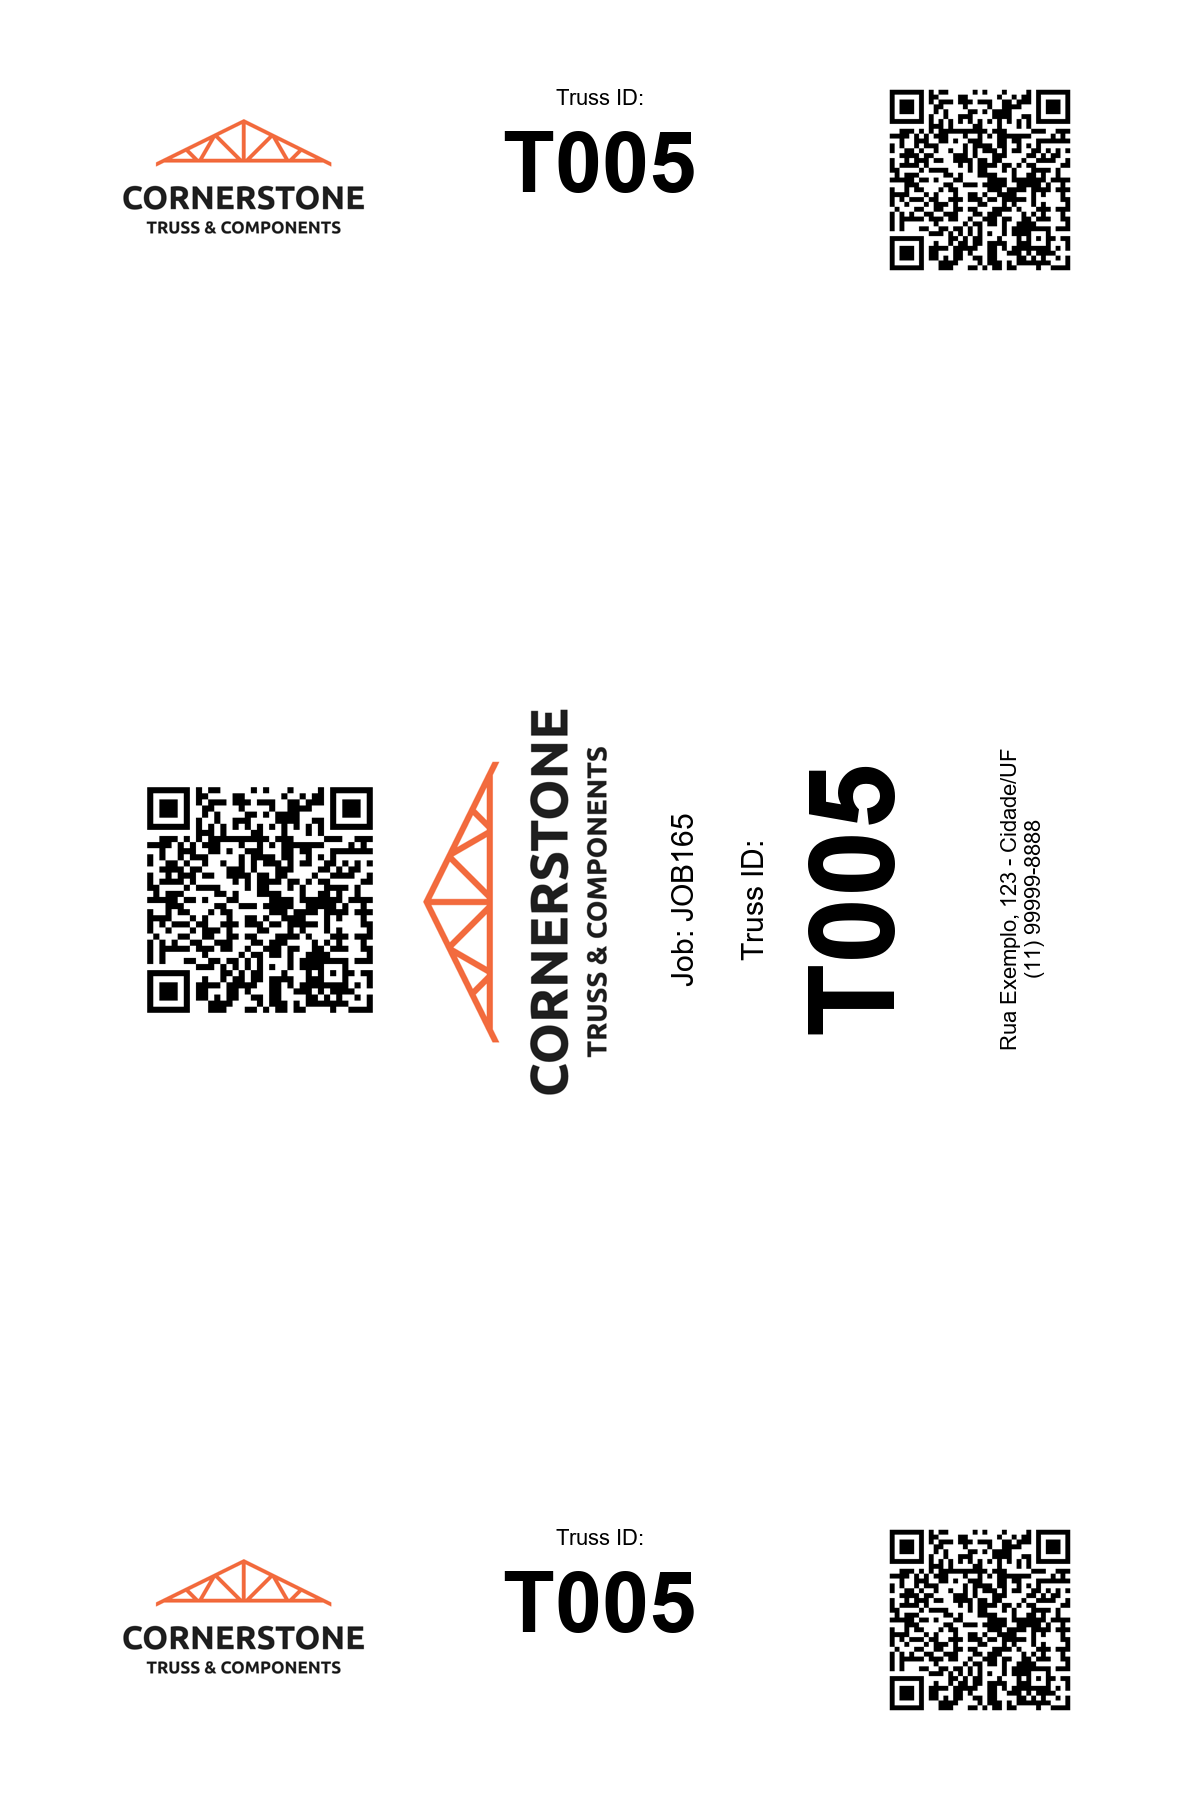 Truss ID:
T005
CORNERSTONE
TRUSS & COMPONENTS
CORNERSTONE
TRUSS & COMPONENTS
Job: JOB165
Truss ID:
T005
Rua Exemplo, 123 - Cidade/UF
(11) 99999-8888
Truss ID:
T005
CORNERSTONE
TRUSS & COMPONENTS